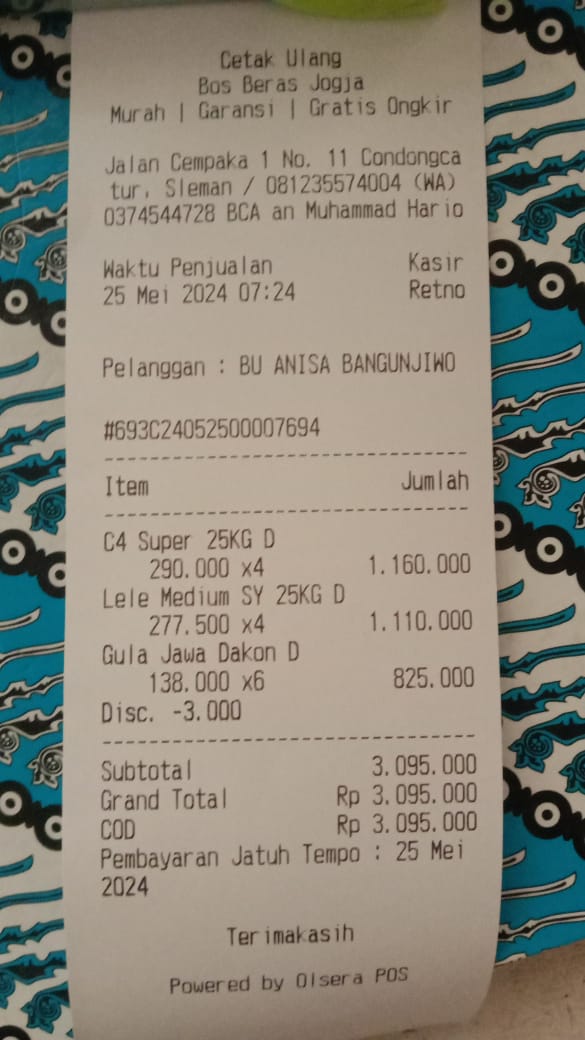 Cetak Ulang
Bos Beras Jogja
Murah | Garansi | Gratis Ongkir
Jalan Cempaka 1 No. 11 Condongca
tur, Sleman / 081235574004 (WA)
0374544728 BCA an Muhammad Hario
Waktu Penjualan Kasir
25 Mei 2024 07:24 Retno
Pelanggan : BU ANISA BANGUNJIWO
#693C24052500007694
Item Jumlah
C4 Super 25KG D
290.000 x4 1.160.000
Lele Medium SY 25KG D
277.500 x4 1.110.000
Gula Jawa Dakon D
138.000 x6 825.000
Disc. -3.000
Subtotal 3.095.000
Grand Total Rp 3.095.000
COD Rp 3.095.000
Pembayaran Jatuh Tempo : 25 Mei
2024
Terimakasih
Powered by Olsera POS